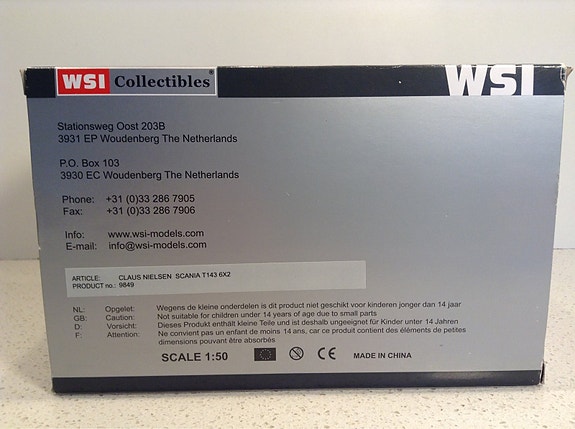 WSI Collectibles®
WSI
Stationsweg Oost 203B
3931 EP Woudenberg The Netherlands
P.O. Box 103
3930 EC Woudenberg The Netherlands
Phone: +31 (0)33 286 7905
Fax: +31 (0)33 286 7906
Info: www.wsi-models.com
E-mail: info@wsi-models.com
ARTICLE: CLAUS NIELSEN SCANIA T143 6X2
PRODUCT no.: 9849
NL: Opgelet: Wegens de kleine onderdelen is dit product niet geschikt voor kinderen jonger dan 14 jaar
GB: Caution: Not suitable for children under 14 years of age due to small parts
D: Vorsicht: Dieses Produkt enthält kleine Teile und ist deshalb ungeeignet für Kinder unter 14 Jahren
F: Attention: Ne convient pas un enfant de moins 14 ans, car ce produit contient des éléments de petites
dimensions pouvant être absorbés
SCALE 1:50 CE MADE IN CHINA